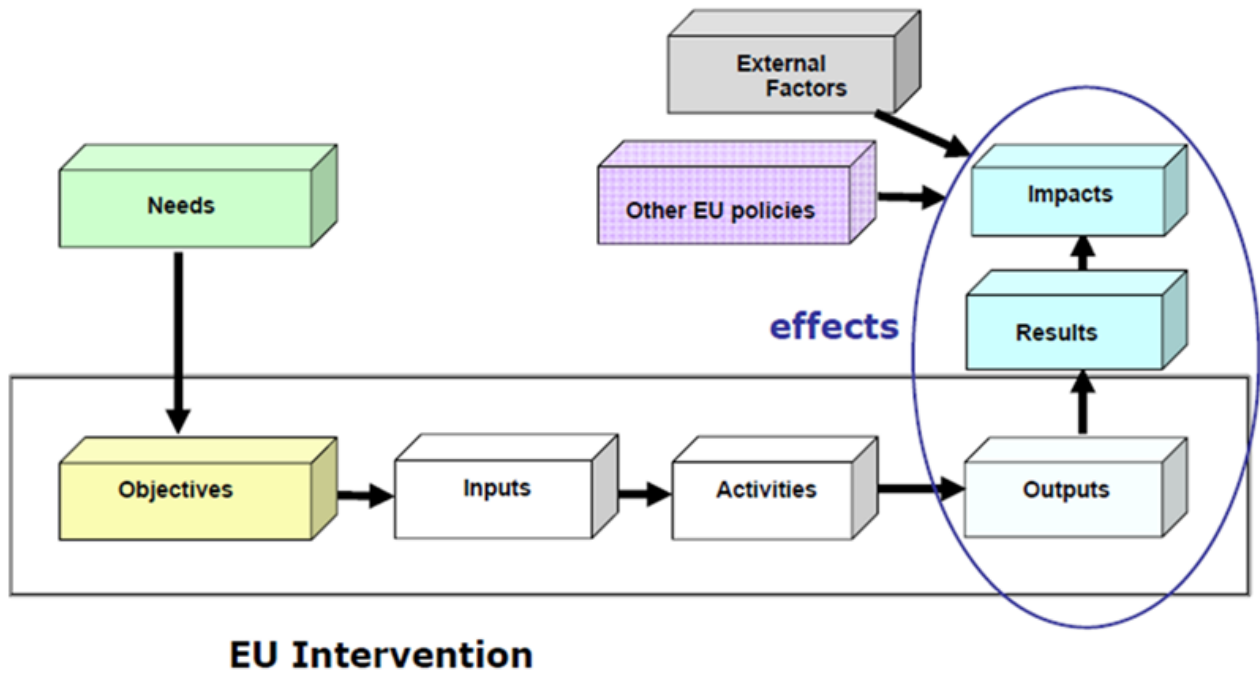 External
Factors
Needs
Other EU policies
Impacts
effects
Results
Objectives
Inputs
Activities
Outputs
EU Intervention